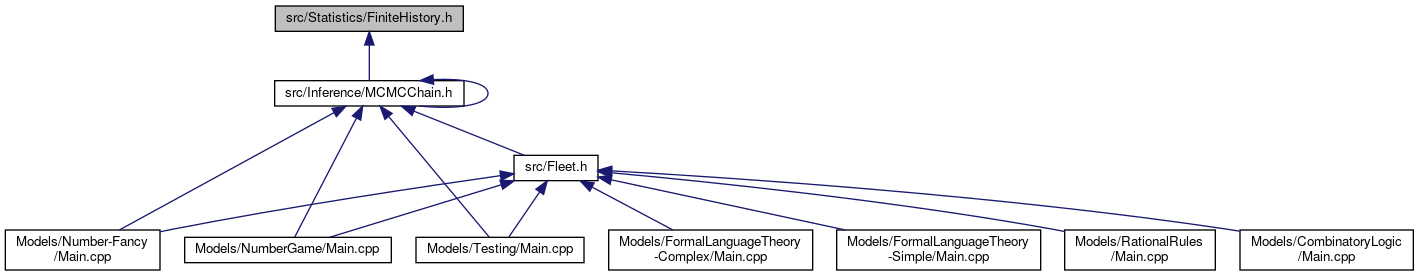 src/Statistics/FiniteHistory.h
src/Inference/MCMCChain.h
src/Fleet.h
Models/Number-Fancy
/Main.cpp
Models/NumberGame/Main.cpp
Models/Testing/Main.cpp
Models/FormalLanguageTheory
-Complex/Main.cpp
Models/FormalLanguageTheory
-Simple/Main.cpp
Models/RationalRules
/Main.cpp
Models/CombinatoryLogic
/Main.cpp